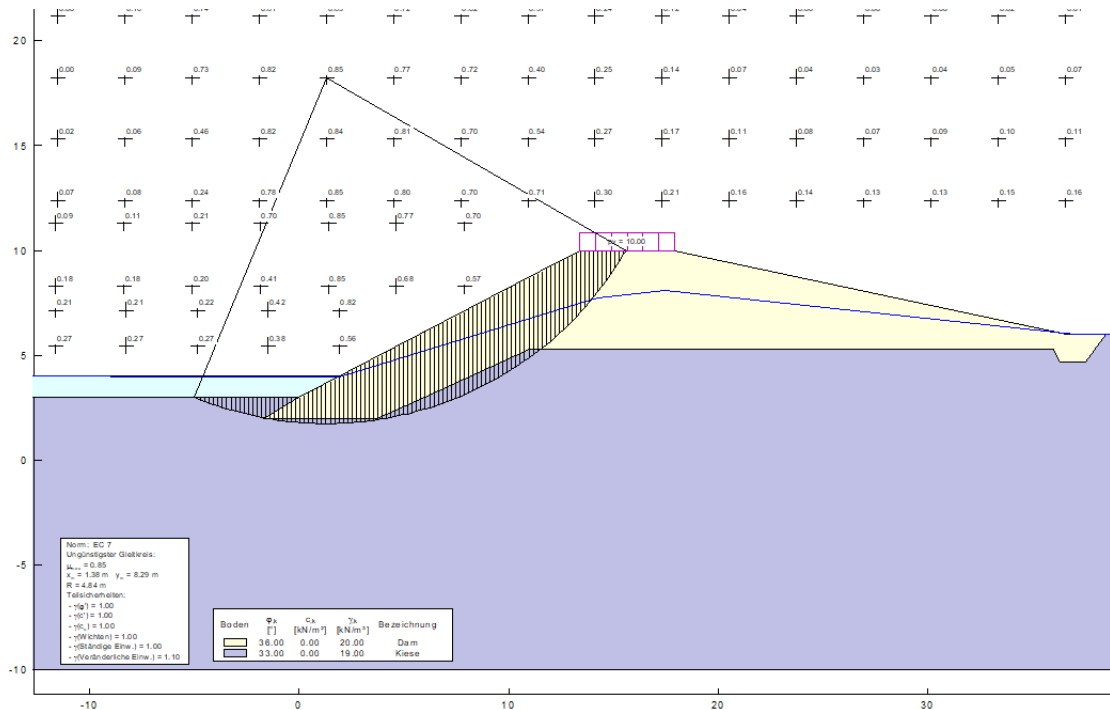 20
15
10
5
0
-5
-10
-10
0
10
20
30
0.00 0.09 0.73 0.82 0.85 0.77 0.72 0.40 0.25 0.14 0.07 0.04 0.03 0.04 0.05 0.07
0.02 0.06 0.46 0.82 0.84 0.81 0.70 0.54 0.27 0.17 0.11 0.08 0.07 0.09 0.10 0.11
0.07 0.08 0.24 0.78 0.85 0.80 0.70 0.71 0.30 0.21 0.16 0.14 0.13 0.13 0.15 0.16
0.09 0.11 0.21 0.70 0.85 0.77 0.70
= 10.00
0.18 0.18 0.20 0.41 0.85 0.68 0.57
0.21 0.21 0.22 0.42 0.82
0.27 0.27 0.27 0.38 0.56
Norm: EC 7
Ungünstigster Gleitkreis:
= 0.85
= 1.38 m = 8.29 m
R = 4.84 m
Teilsicherheiten:
- γ(φ') = 1.00
- γ(c') = 1.00
- γ(cᵤ) = 1.00
- γ(Wichten) = 1.00
- γ(Ständige Einw.) = 1.00
- γ(Veränderliche Einw.) = 1.10
Boden φ,k c,k γ,k Bezeichnung
[°] [kN/m²] [kN/m³]
36.00 0.00 20.00 Dam
33.00 0.00 19.00 Kiese